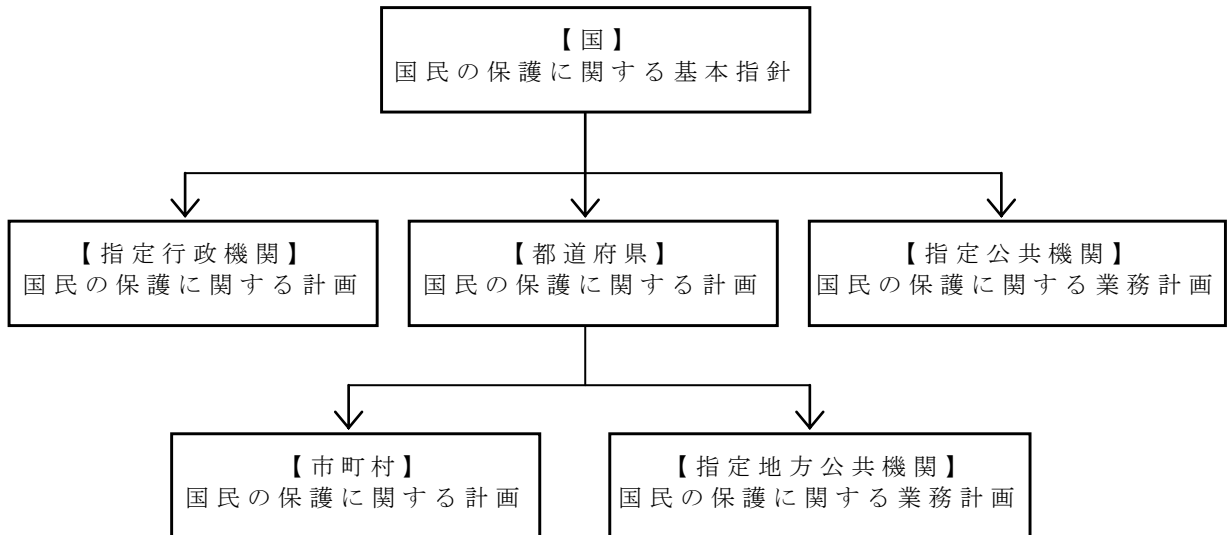 【国】
国民の保護に関する基本指針
【指定行政機関】
国民の保護に関する計画
【都道府県】
国民の保護に関する計画
【指定公共機関】
国民の保護に関する業務計画
【市町村】
国民の保護に関する計画
【指定地方公共機関】
国民の保護に関する業務計画